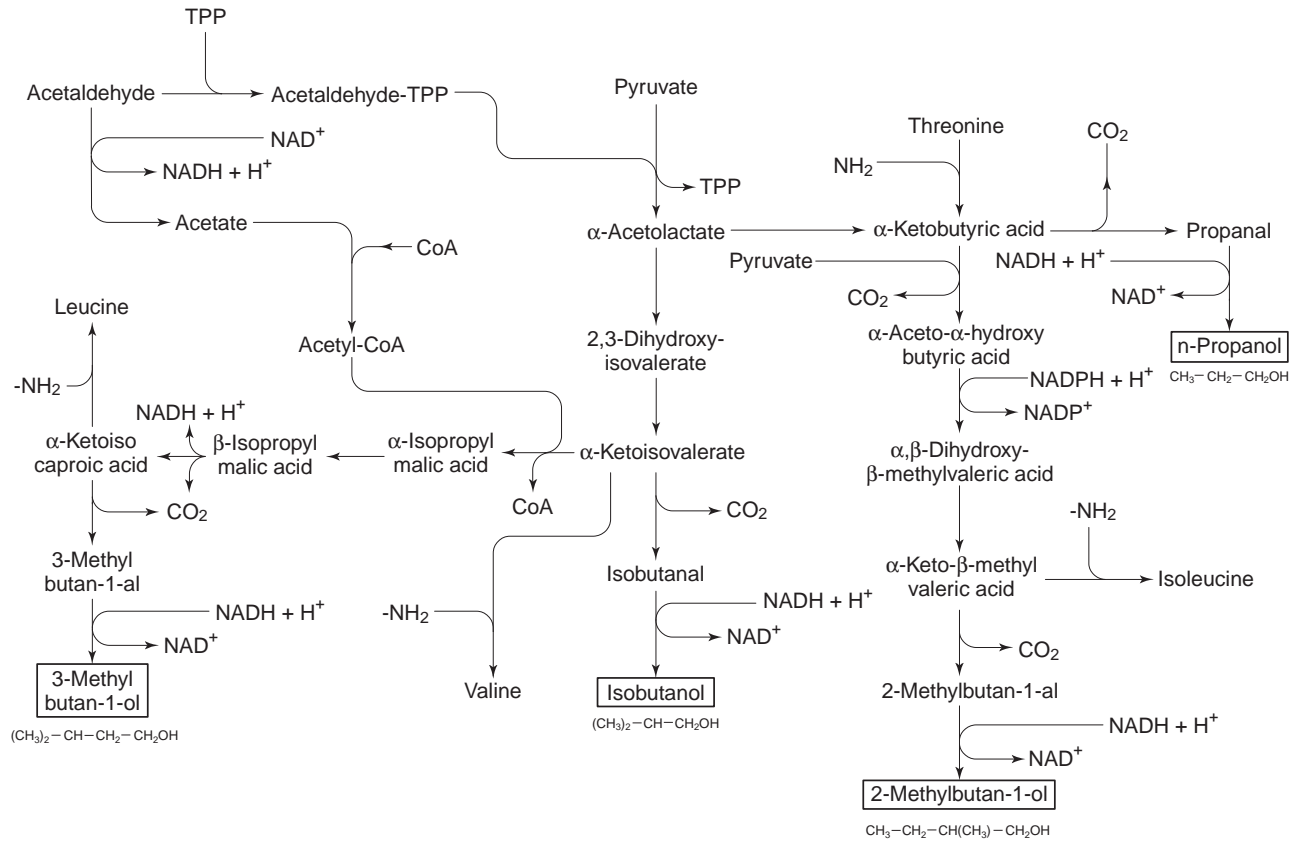 TPP
Acetaldehyde
Acetaldehyde-TPP
Pyruvate
NAD+
NADH + H+
TPP
Threonine
NH2
CO2
Acetate
CoA
α-Acetolactate
α-Ketobutyric acid
Propanal
Pyruvate
CO2
NADH + H+
NAD+
Leucine
-NH2
Acetyl-CoA
2,3-Dihydroxy-
isovalerate
α-Aceto-α-hydroxy
butyric acid
n-Propanol
CH3–CH2–CH2OH
NADPH + H+
NADP+
NADH + H+
α-Ketoiso
caproic acid
β-Isopropyl
malic acid
α-Isopropyl
malic acid
α-Ketoisovalerate
α,β-Dihydroxy-
β-methylvaleric acid
CO2
CoA
CO2
-NH2
3-Methyl
butan-1-al
Isobutanal
α-Keto-β-methyl
valeric acid
Isoleucine
NADH + H+
NAD+
-NH2
NADH + H+
NAD+
CO2
3-Methyl
butan-1-ol
(CH3)2–CH–CH2–CH2OH
Valine
Isobutanol
(CH3)2–CH–CH2OH
2-Methylbutan-1-al
NADH + H+
NAD+
2-Methylbutan-1-ol
CH3–CH2–CH(CH3)–CH2OH